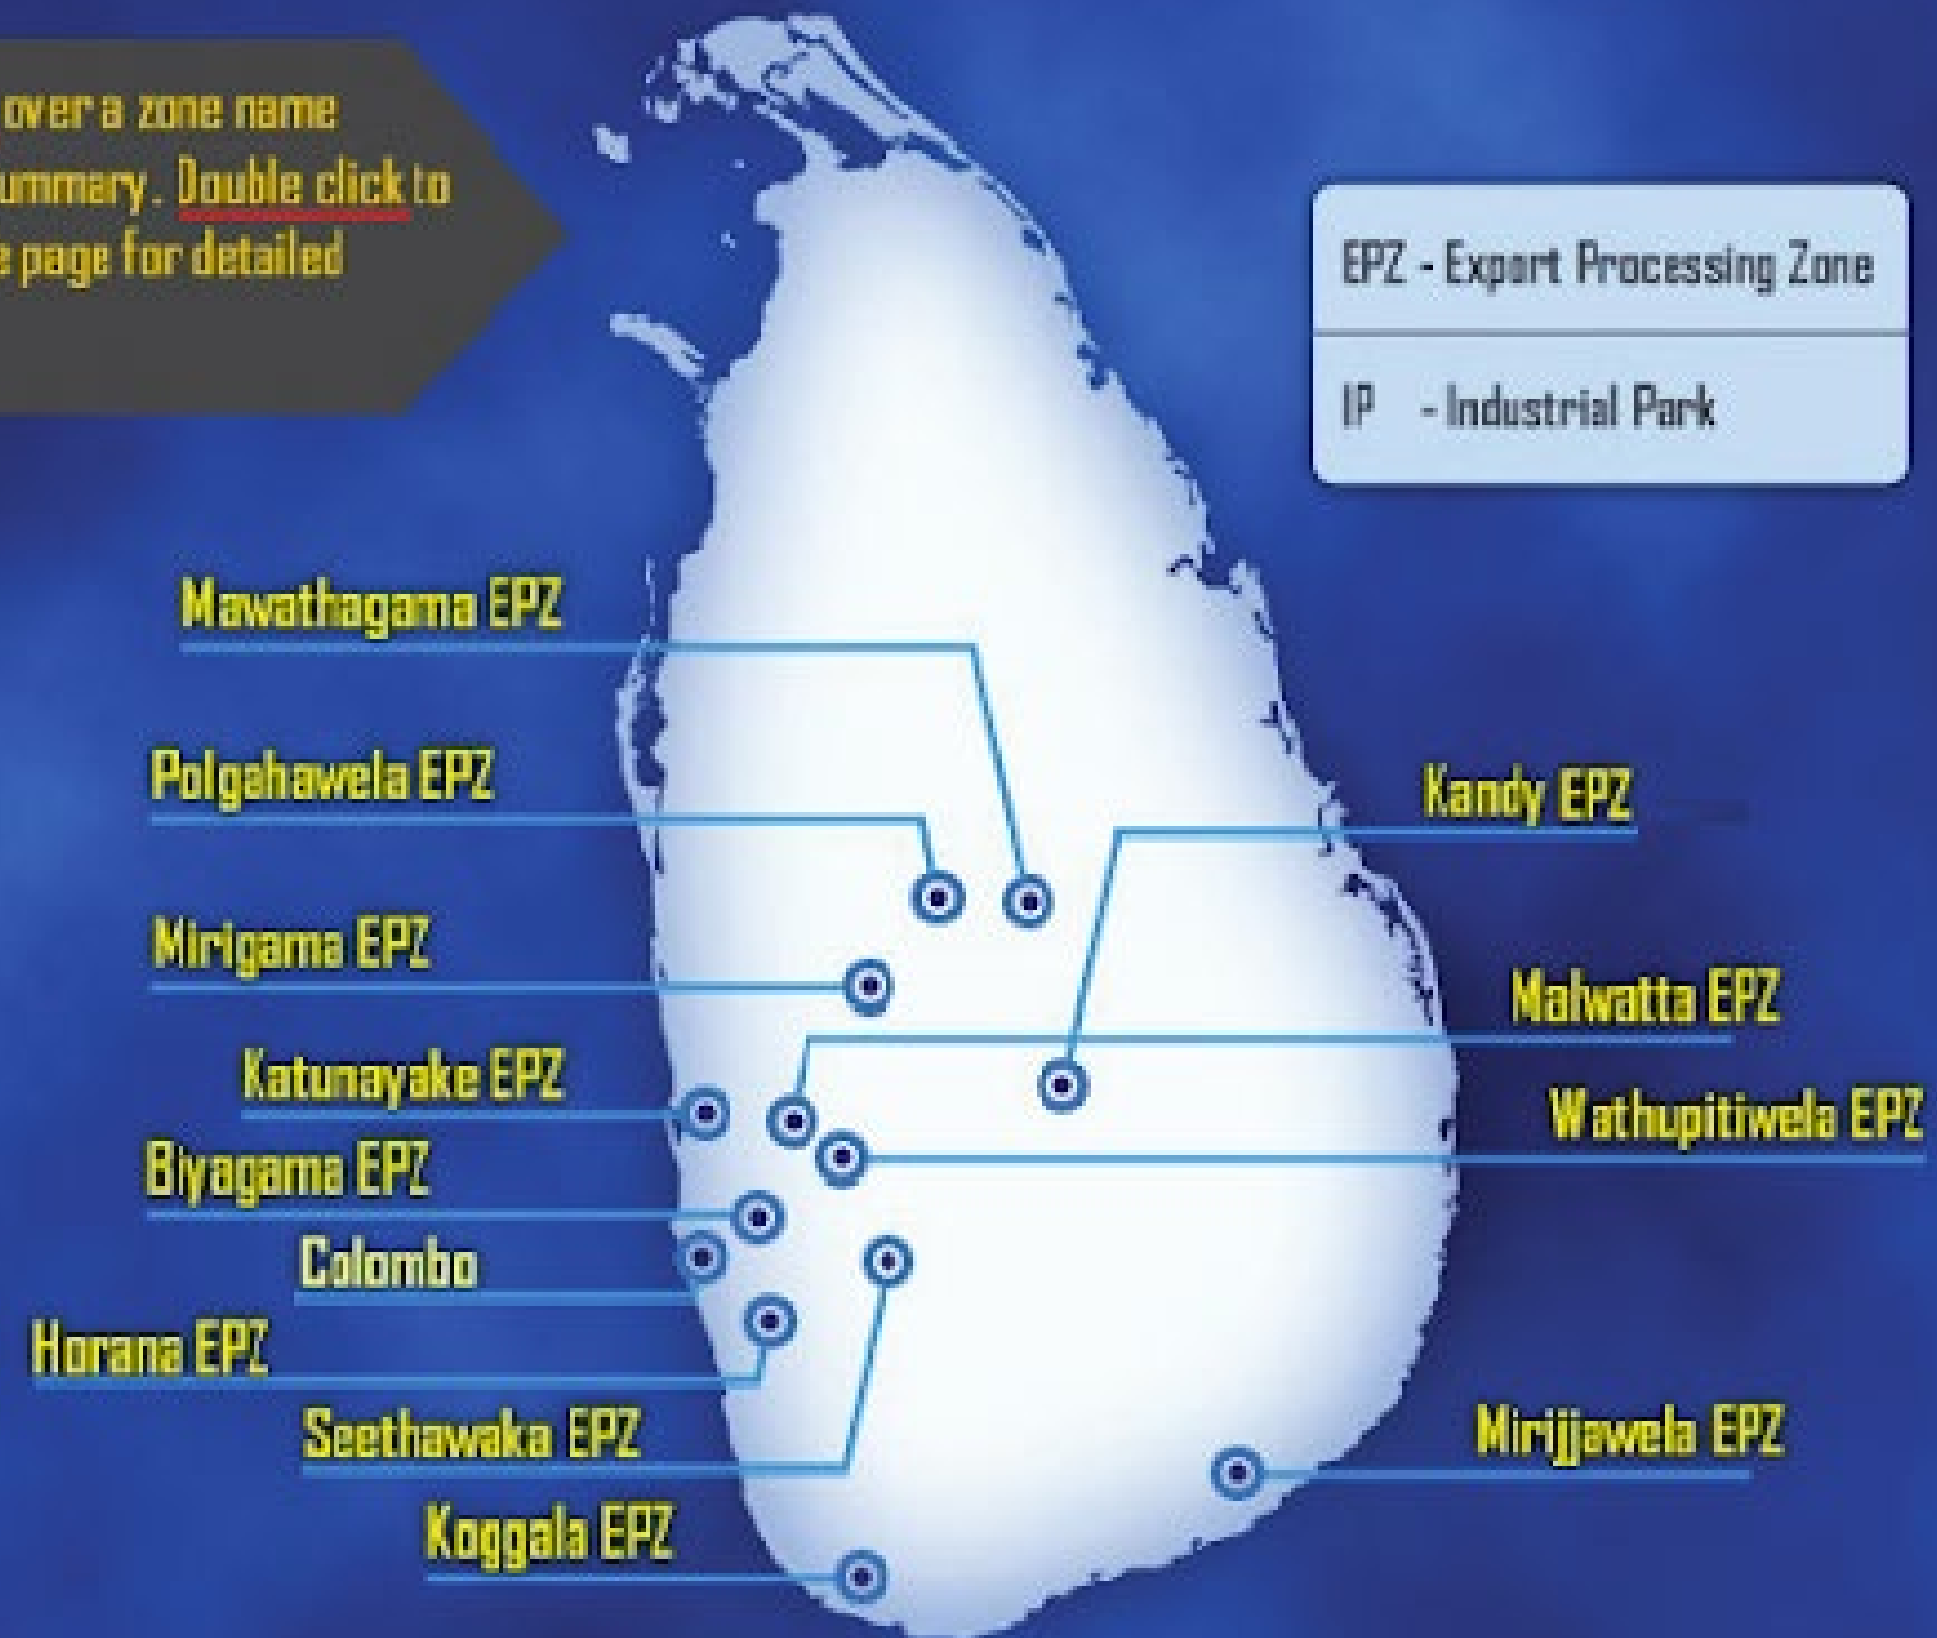 over a zone name
ummary. Double click to
e page for detailed
EPZ - Export Processing Zone
IP - Industrial Park
Mawathagama EPZ
Polgahawela EPZ
Kandy EPZ
Mirigama EPZ
Malwatta EPZ
Katunayake EPZ
Wathupitiwela EPZ
Biyagama EPZ
Colombo
Horana EPZ
Seethawaka EPZ
Mirijjawela EPZ
Koggala EPZ